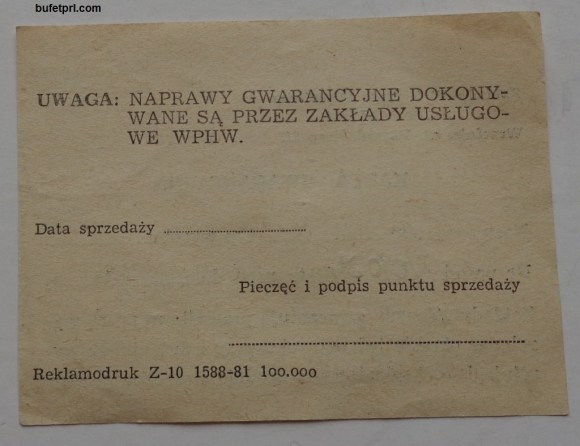 bufetprl.com
UWAGA: NAPRAWY GWARANCYJNE DOKONY-
WANE SĄ PRZEZ ZAKŁADY USŁUGO-
WE WPHW.
Data sprzedaży ................................
Pieczęć i podpis punktu sprzedaży
................................................................
Reklamodruk Z-10 1588-81 100.000